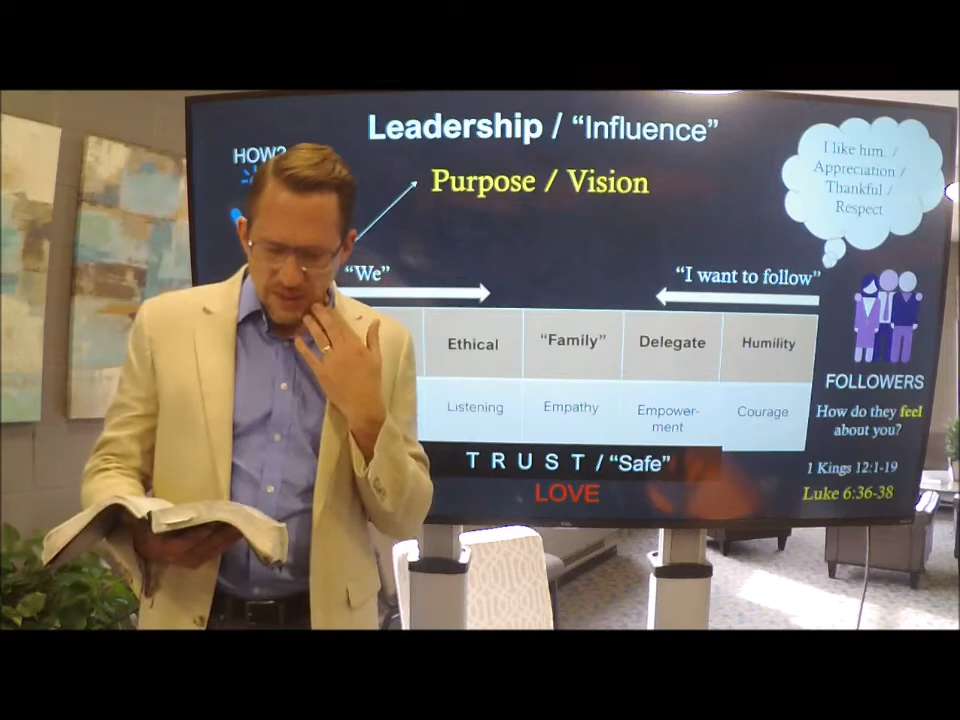 Leadership / “Influence”
HOW?
Purpose / Vision
I like him. /
Appreciation /
Thankful /
Respect
“We”
“I want to follow”
Ethical
“Family”
Delegate
Humility
Listening
Empathy
Empower-
ment
Courage
FOLLOWERS
How do they feel
about you?
T R U S T / “Safe”
LOVE
1 Kings 12:1-19
Luke 6:36-38